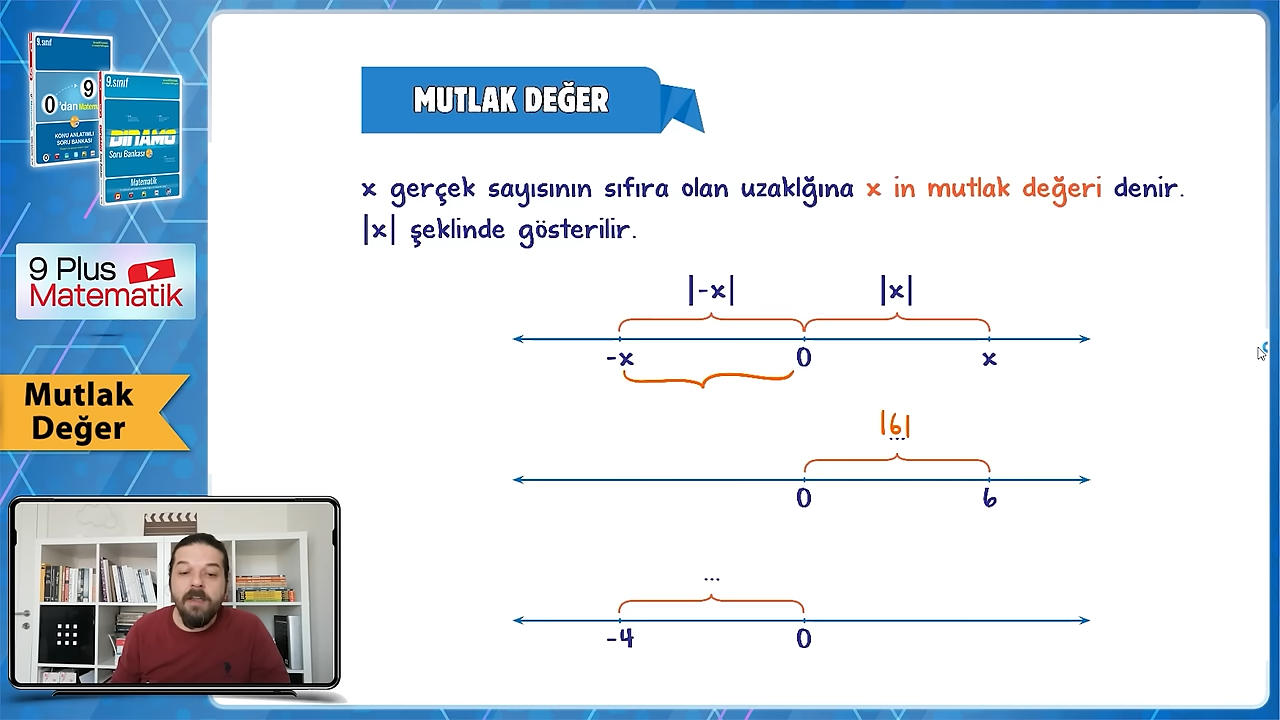 9.sınıf
0'dan 9
KONU ANLATIMLI
SORU BANKASI
9.sınıf
DİNAMO
Soru Bankası
Matematik
9 Plus
Matematik
Mutlak
Değer
MUTLAK DEĞER
x gerçek sayısının sıfıra olan uzaklğına x in mutlak değeri denir.
|x| şeklinde gösterilir.
|-x| |x|
-x 0 x
|6|
...
0 6
...
-4 0